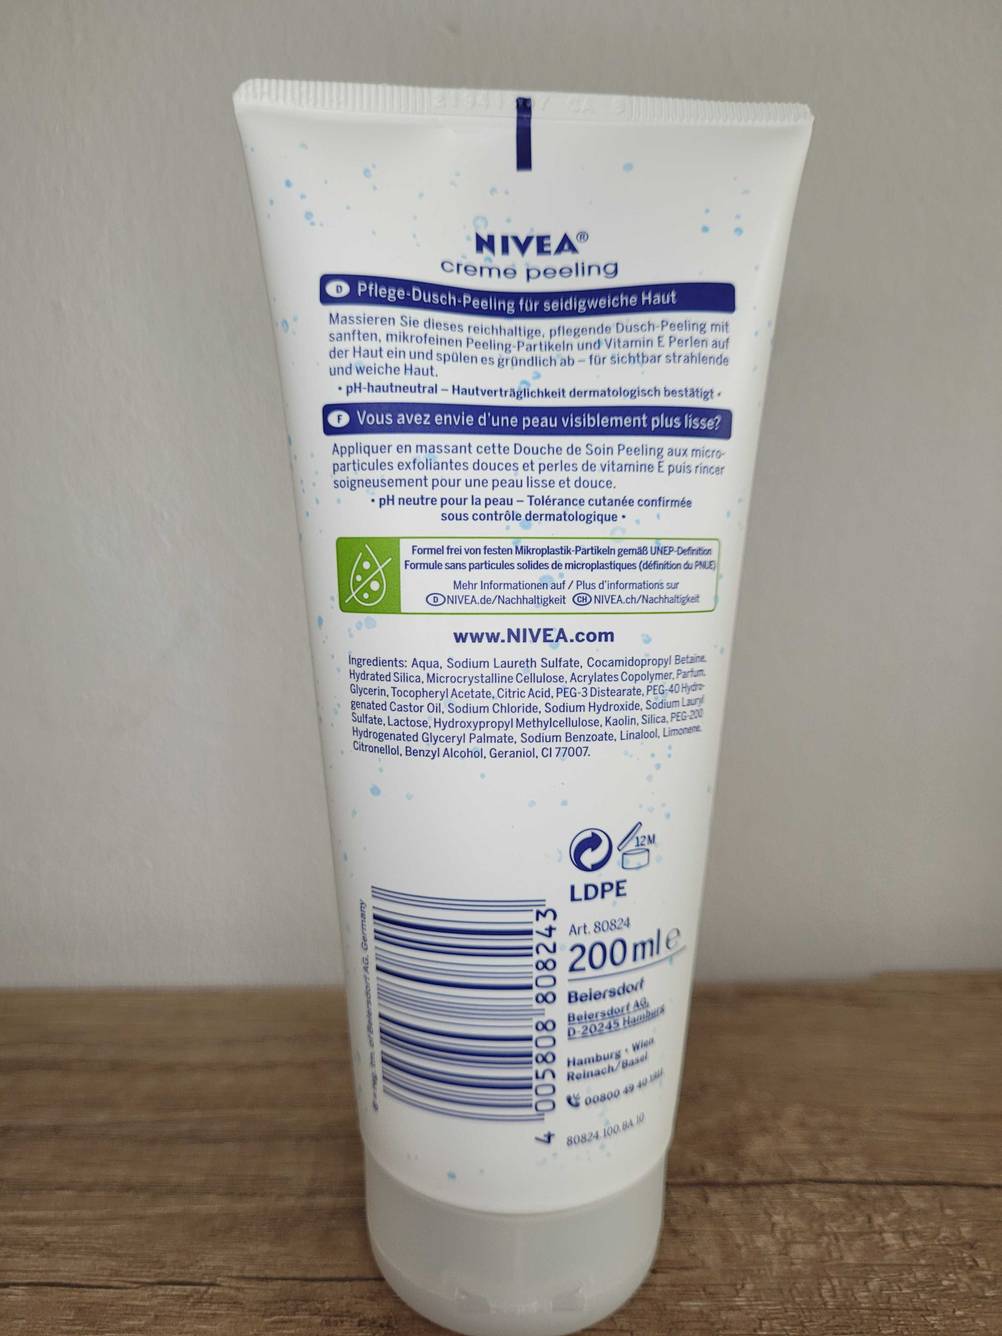 NIVEA®
creme peeling
D Pflege-Dusch-Peeling für seidigweiche Haut
Massieren Sie dieses reichhaltige, pflegende Dusch-Peeling mit
sanften, mikrofeinen Peeling-Partikeln und Vitamin E Perlen auf
der Haut ein und spülen es gründlich ab – für sichtbar strahlende
und weiche Haut.
• pH-hautneutral – Hautverträglichkeit dermatologisch bestätigt •
F Vous avez envie d'une peau visiblement plus lisse?
Appliquer en massant cette Douche de Soin Peeling aux micro-
particules exfoliantes douces et perles de vitamine E puis rincer
soigneusement pour une peau lisse et douce.
• pH neutre pour la peau – Tolérance cutanée confirmée
sous contrôle dermatologique •
Formel frei von festen Mikroplastik-Partikeln gemäß UNEP-Definition
Formule sans particules solides de microplastiques (définition du PNUE)
Mehr Informationen auf / Plus d'informations sur
D NIVEA.de/Nachhaltigkeit CH NIVEA.ch/Nachhaltigkeit
www.NIVEA.com
Ingredients: Aqua, Sodium Laureth Sulfate, Cocamidopropyl Betaine,
Hydrated Silica, Microcrystalline Cellulose, Acrylates Copolymer, Parfum,
Glycerin, Tocopheryl Acetate, Citric Acid, PEG-3 Distearate, PEG-40 Hydro-
genated Castor Oil, Sodium Chloride, Sodium Hydroxide, Sodium Lauryl
Sulfate, Lactose, Hydroxypropyl Methylcellulose, Kaolin, Silica, PEG-200
Hydrogenated Glyceryl Palmate, Sodium Benzoate, Linalool, Limonene,
Citronellol, Benzyl Alcohol, Geraniol, CI 77007.
12M
LDPE
Art. 80824
200 ml e
Beiersdorf
Beiersdorf AG,
D-20245 Hamburg
Hamburg • Wien
Reinach/Basel
00800 49 40
80824.100.BA.10
4 005808 808243
reg. tm. of Beiersdorf AG, Germany